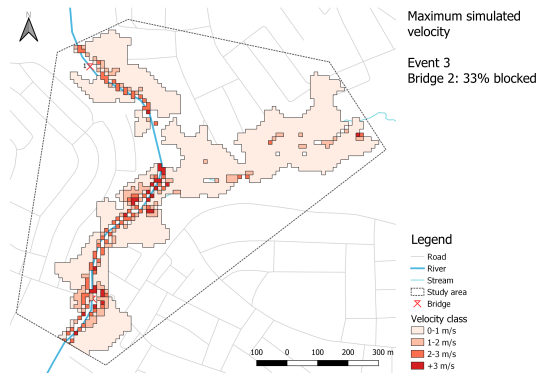 N
Maximum simulated
velocity
Event 3
Bridge 2: 33% blocked
1
Legend
Road
River
Stream
Study area
Bridge
Velocity class
0-1 m/s
1-2 m/s
2-3 m/s
+3 m/s
100 0 100 200 300 m